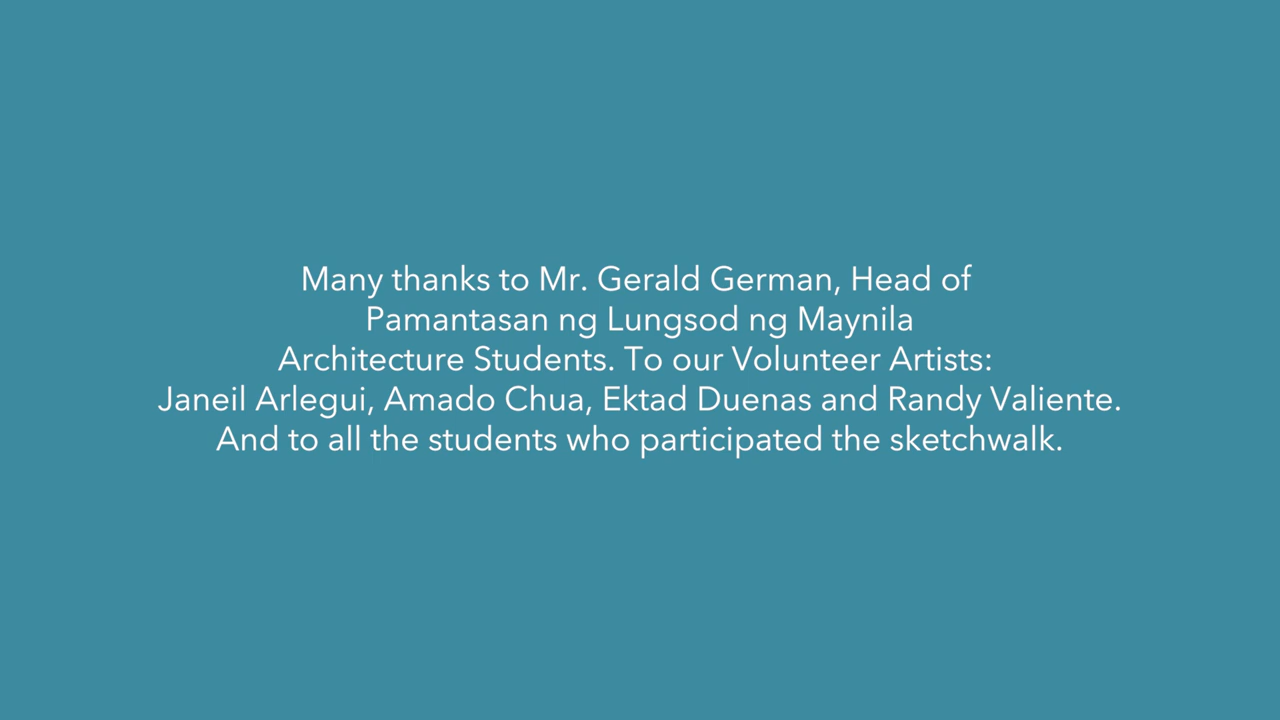 Many thanks to Mr. Gerald German, Head of
Pamantasan ng Lungsod ng Maynila
Architecture Students. To our Volunteer Artists:
Janeil Arlegui, Amado Chua, Ektad Duenas and Randy Valiente.
And to all the students who participated the sketchwalk.